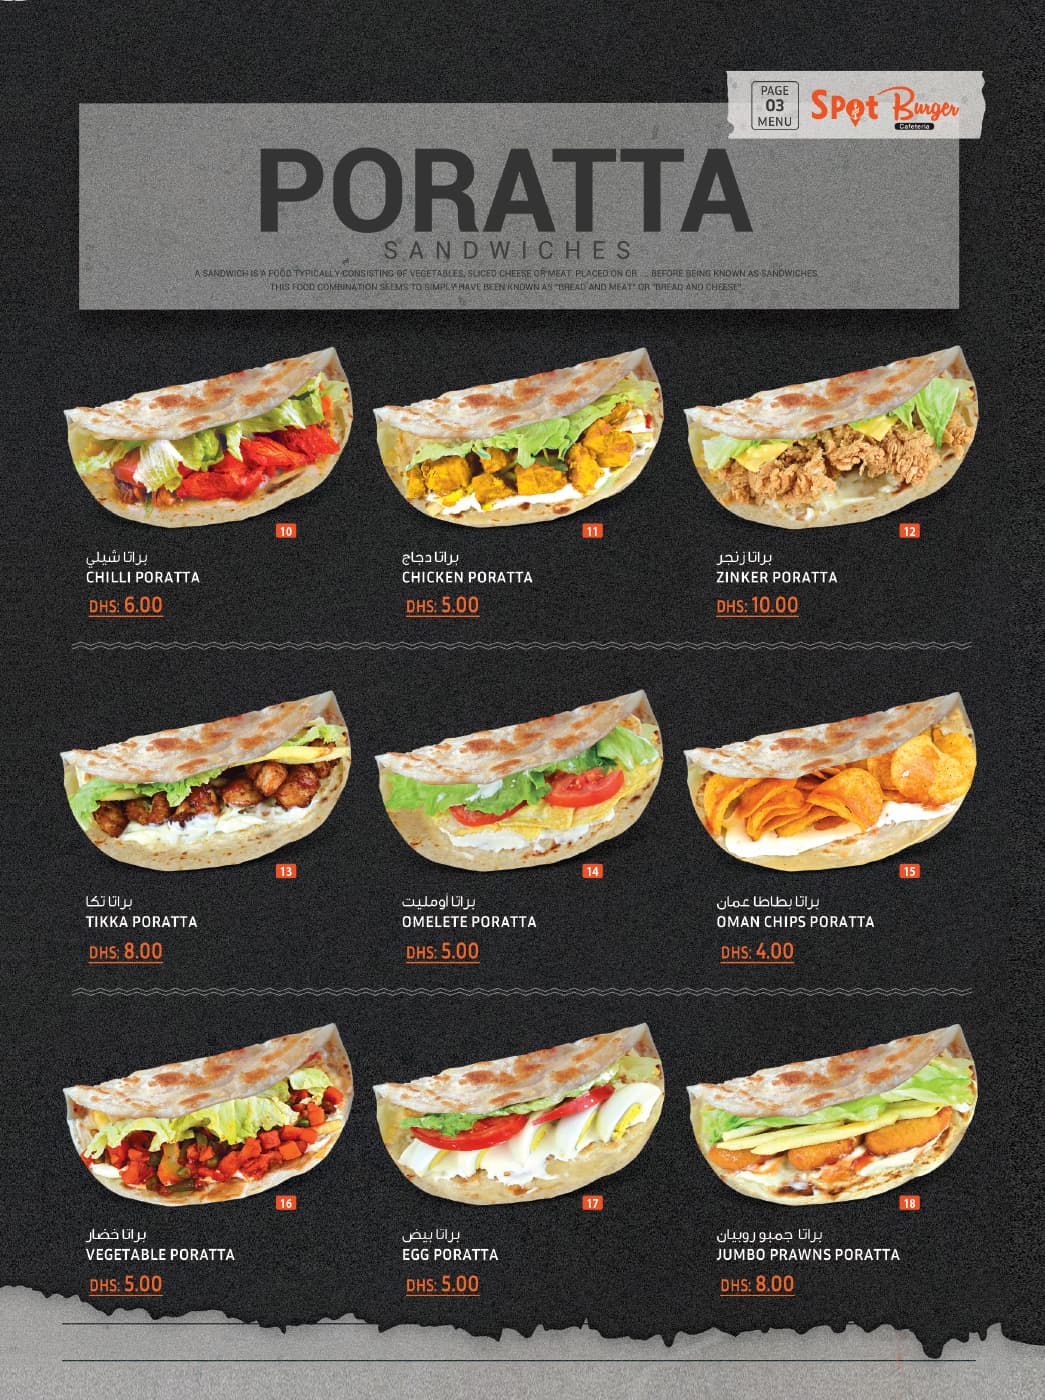 PAGE
03
MENU
Spot Burger
Cafeteria
PORATTA
SANDWICHES
A SANDWICH IS A FOOD TYPICALLY CONSISTING OF VEGETABLES, SLICED CHEESE OR MEAT, PLACED ON OR ... BEFORE BEING KNOWN AS SANDWICHES,
THIS FOOD COMBINATION SEEMS TO SIMPLY HAVE BEEN KNOWN AS "BREAD AND MEAT" OR "BREAD AND CHEESE".
10
براتا شيلي
CHILLI PORATTA
DHS: 6.00
11
براتا دجاج
CHICKEN PORATTA
DHS: 5.00
12
براتا زنجر
ZINKER PORATTA
DHS: 10.00
13
براتا تكا
TIKKA PORATTA
DHS: 8.00
14
براتا أومليت
OMELETE PORATTA
DHS: 5.00
15
براتا بطاطا عمان
OMAN CHIPS PORATTA
DHS: 4.00
16
براتا خضار
VEGETABLE PORATTA
DHS: 5.00
17
براتا بيض
EGG PORATTA
DHS: 5.00
18
براتا جمبو روبيان
JUMBO PRAWNS PORATTA
DHS: 8.00